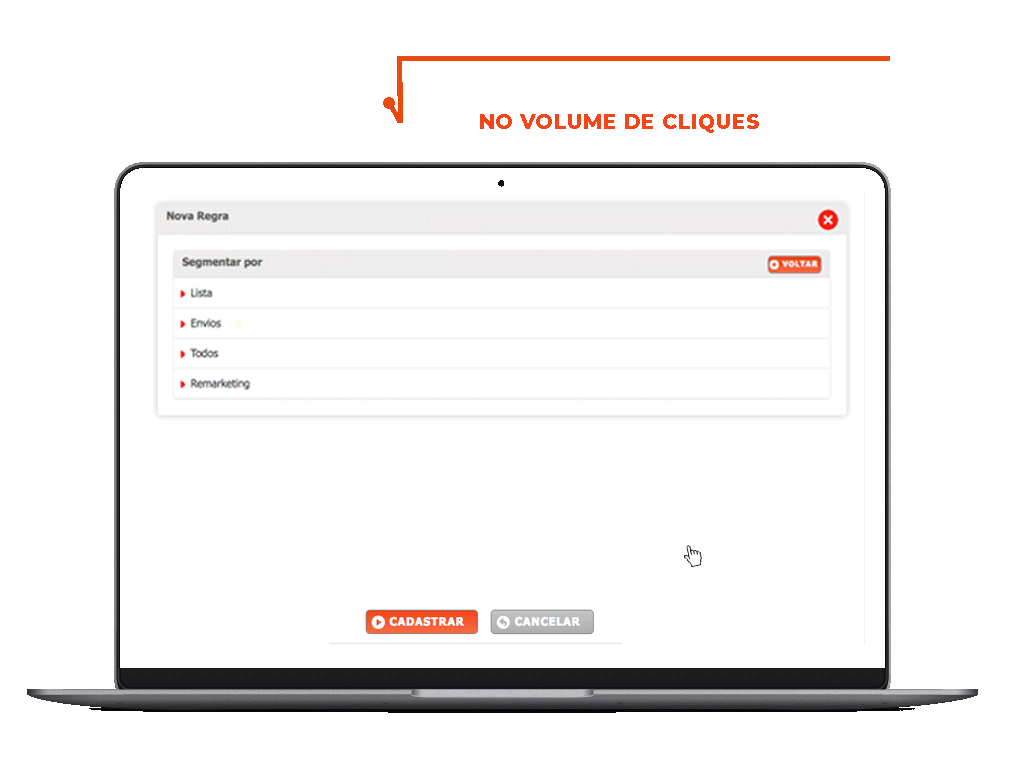 NO VOLUME DE CLIQUES
Nova Regra
Segmentar por
VOLTAR
Lista
Envios
Todos
Remarketing
CADASTRAR
CANCELAR